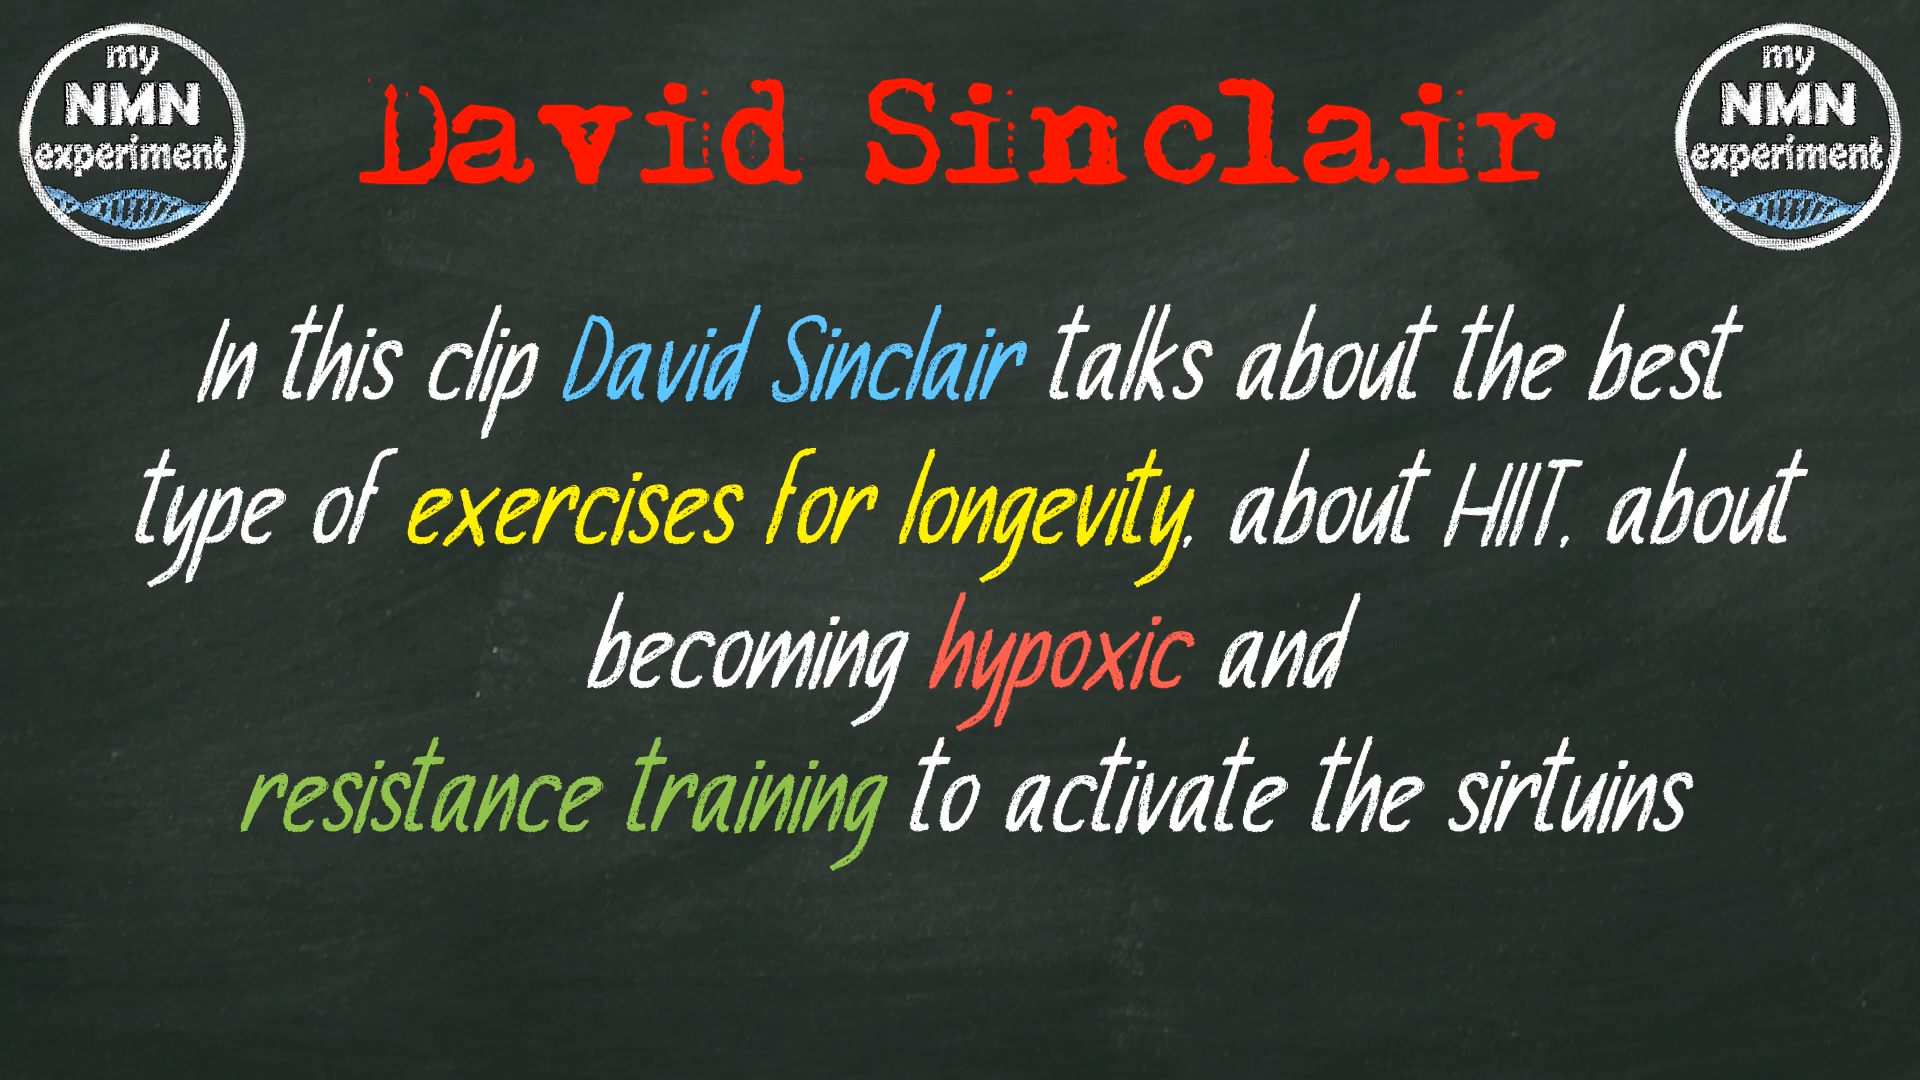 my
NMN
experiment
David Sinclair
my
NMN
experiment
In this clip David Sinclair talks about the best
type of exercises for longevity, about HIIT, about
becoming hypoxic and
resistance training to activate the sirtuins